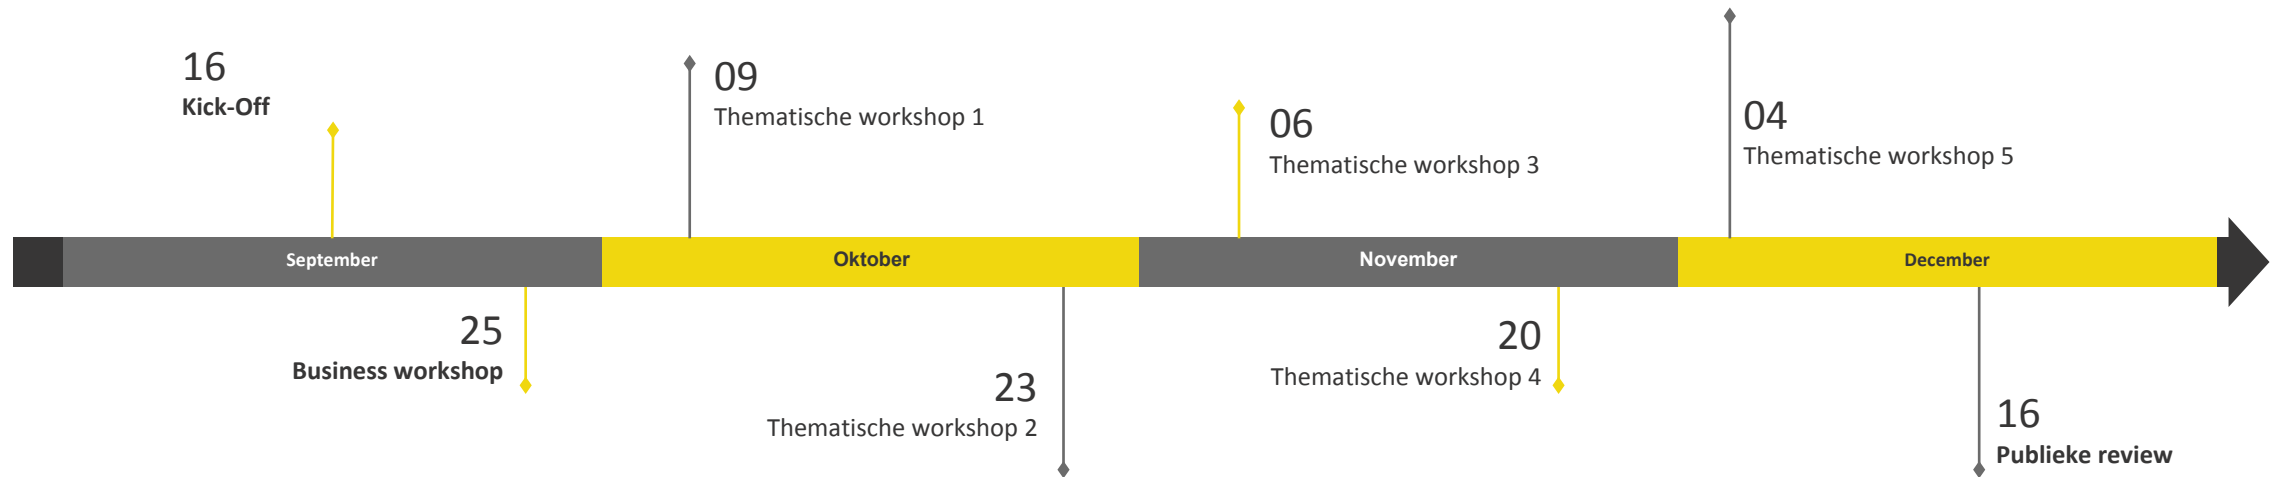 16
Kick-Off
09
Thematische workshop 1
06
Thematische workshop 3
04
Thematische workshop 5
September
Oktober
November
December
25
Business workshop
23
Thematische workshop 2
20
Thematische workshop 4
16
Publieke review